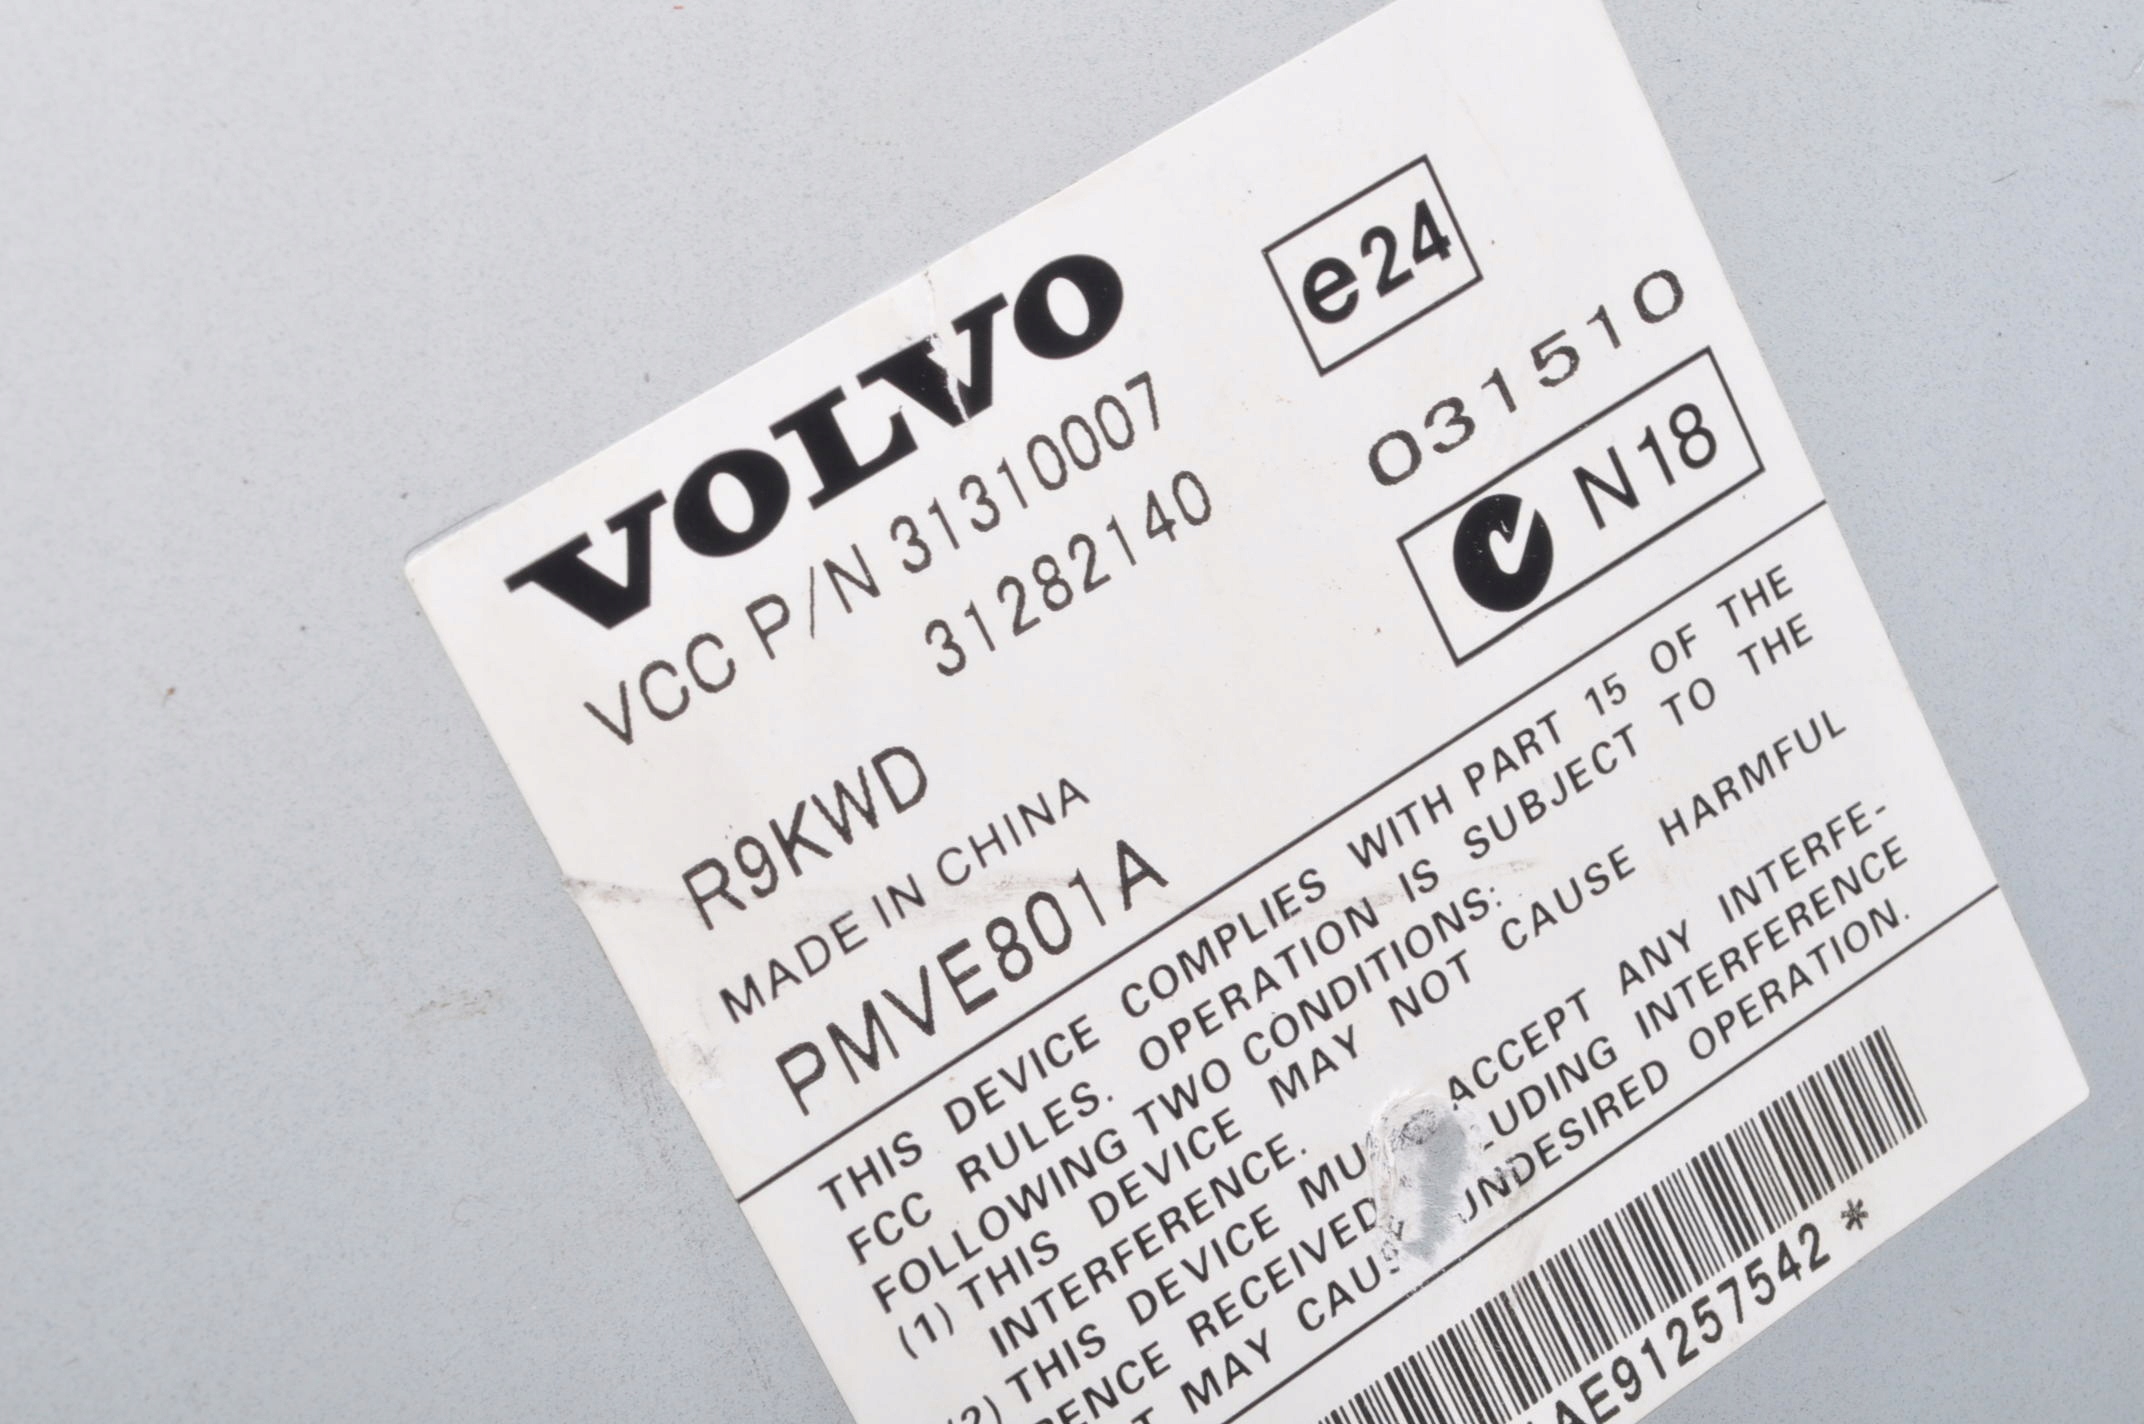 VOLVO
VCC P/N 31310007
31282140
e24
031510
N18
R9KWD
MADE IN CHINA
PMVE801A
THIS DEVICE COMPLIES WITH PART 15 OF THE
FCC RULES. OPERATION IS SUBJECT TO THE
FOLLOWING TWO CONDITIONS:
(1) THIS DEVICE MAY NOT CAUSE HARMFUL
INTERFERENCE.
(2) THIS DEVICE ACCEPT ANY INTERFE-
RECEIVED INTERFERENCE
MAY UNDESIRED OPERATION.
AE91257542 *